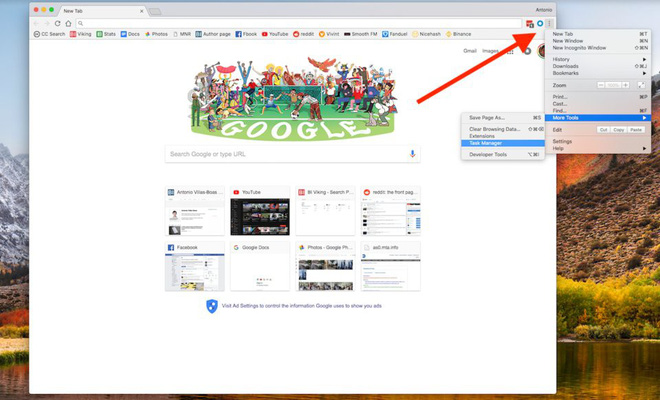 New Tab
Antonio
CC Search
Viking
Stats
Docs
Photos
MNR
Author page
Fbook
YouTube
reddit
Vivint
Smooth FM
Fanduel
Nicehash
Binance
Gmail
Images
GOOGLE
Search Google or type URL
Antonio Villas-Boas ...
YouTube
BI Viking - Search P...
reddit: the front pag...
Facebook
Google Docs
Photos - Google Ph...
as0.mta.info
Visit Ad Settings to control the information Google uses to show you ads
New Tab ⌘T
New Window ⌘N
New Incognito Window ⇧⌘N
History
Downloads ⇧⌘J
Bookmarks
Zoom
Print... ⌘P
Cast...
Find... ⌘F
More Tools
Edit Cut Copy Paste
Settings
Help
Save Page As... ⌘S
Clear Browsing Data... ⇧⌘⌫
Extensions
Task Manager
Developer Tools ⌥⌘I